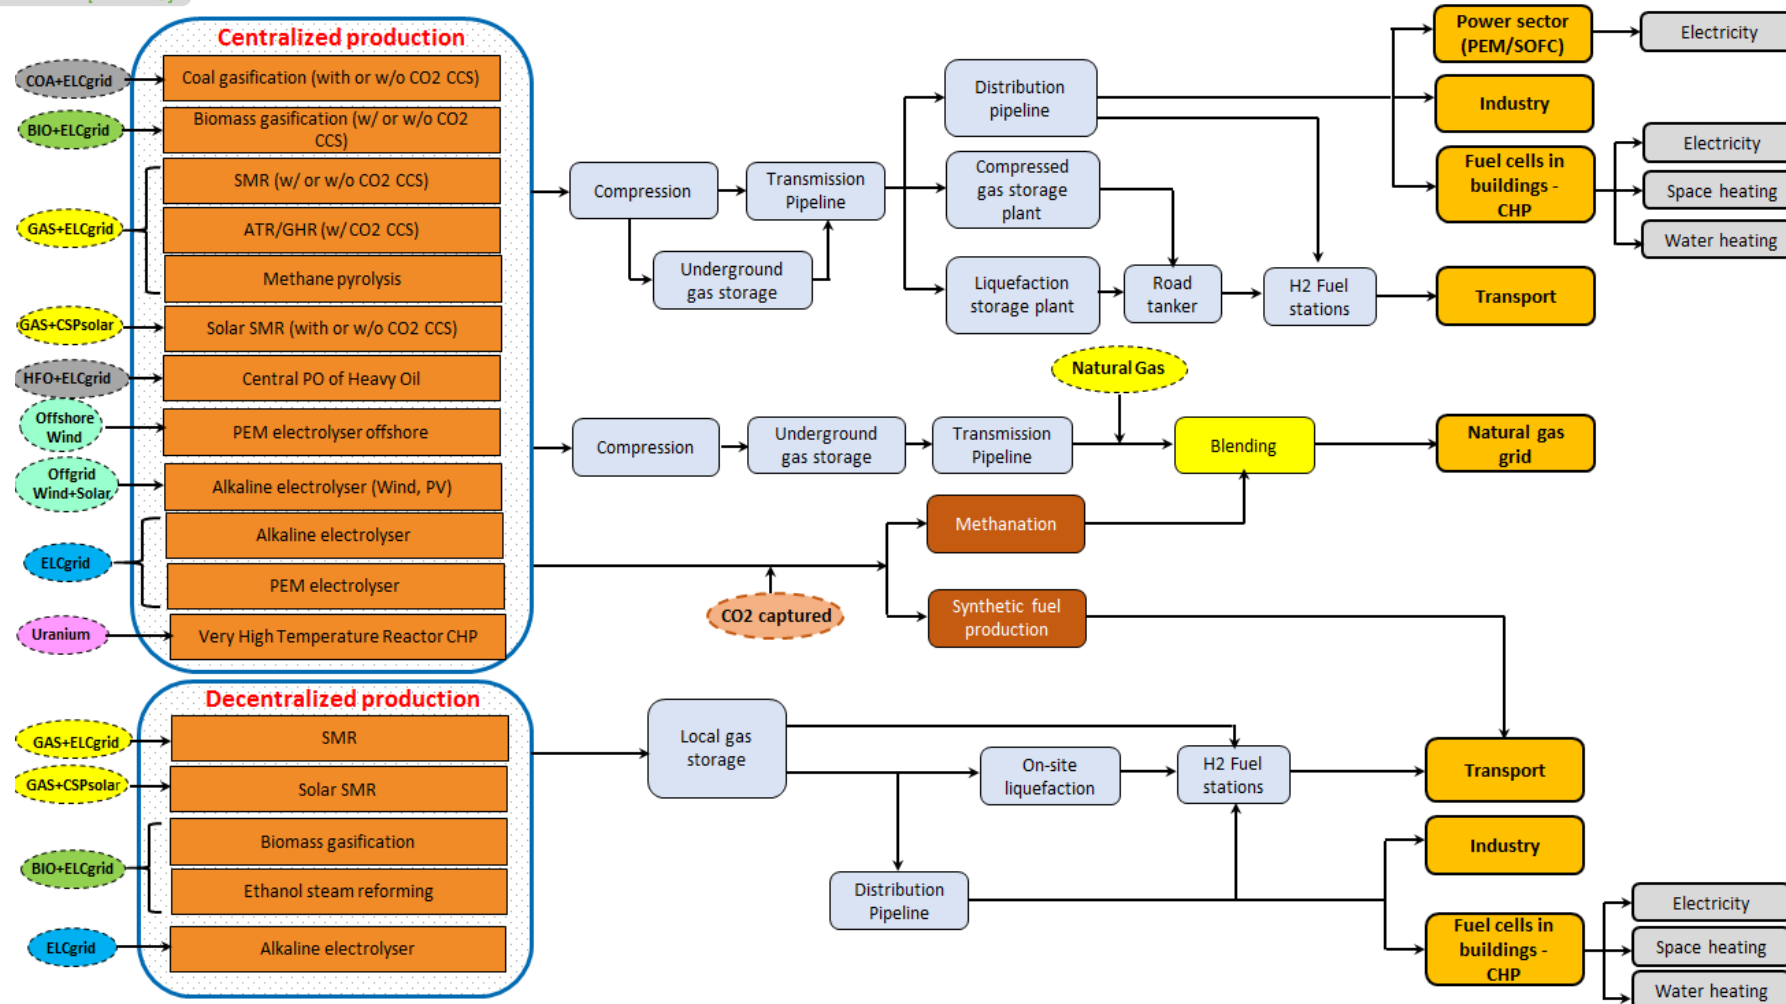 Centralized production
COA+ELCgrid
Coal gasification (with or w/o CO2 CCS)
BIO+ELCgrid
Biomass gasification (w/ or w/o CO2
CCS)
GAS+ELCgrid
SMR (w/ or w/o CO2 CCS)
ATR/GHR (w/ CO2 CCS)
Methane pyrolysis
GAS+CSPsolar
Solar SMR (with or w/o CO2 CCS)
HFO+ELCgrid
Central PO of Heavy Oil
Offshore
Wind
PEM electrolyser offshore
Offgrid
Wind+Solar
Alkaline electrolyser (Wind, PV)
ELCgrid
Alkaline electrolyser
PEM electrolyser
Uranium
Very High Temperature Reactor CHP
Compression
Transmission
Pipeline
Underground
gas storage
Distribution
pipeline
Compressed
gas storage
plant
Liquefaction
storage plant
Road
tanker
H2 Fuel
stations
Power sector
(PEM/SOFC)
Electricity
Industry
Fuel cells in
buildings -
CHP
Electricity
Space heating
Water heating
Transport
Natural Gas
Compression
Underground
gas storage
Transmission
Pipeline
Blending
Natural gas
grid
Methanation
CO2 captured
Synthetic fuel
production
Decentralized production
GAS+ELCgrid
SMR
GAS+CSPsolar
Solar SMR
BIO+ELCgrid
Biomass gasification
Ethanol steam reforming
ELCgrid
Alkaline electrolyser
Local gas
storage
On-site
liquefaction
H2 Fuel
stations
Distribution
Pipeline
Transport
Industry
Fuel cells in
buildings -
CHP
Electricity
Space heating
Water heating